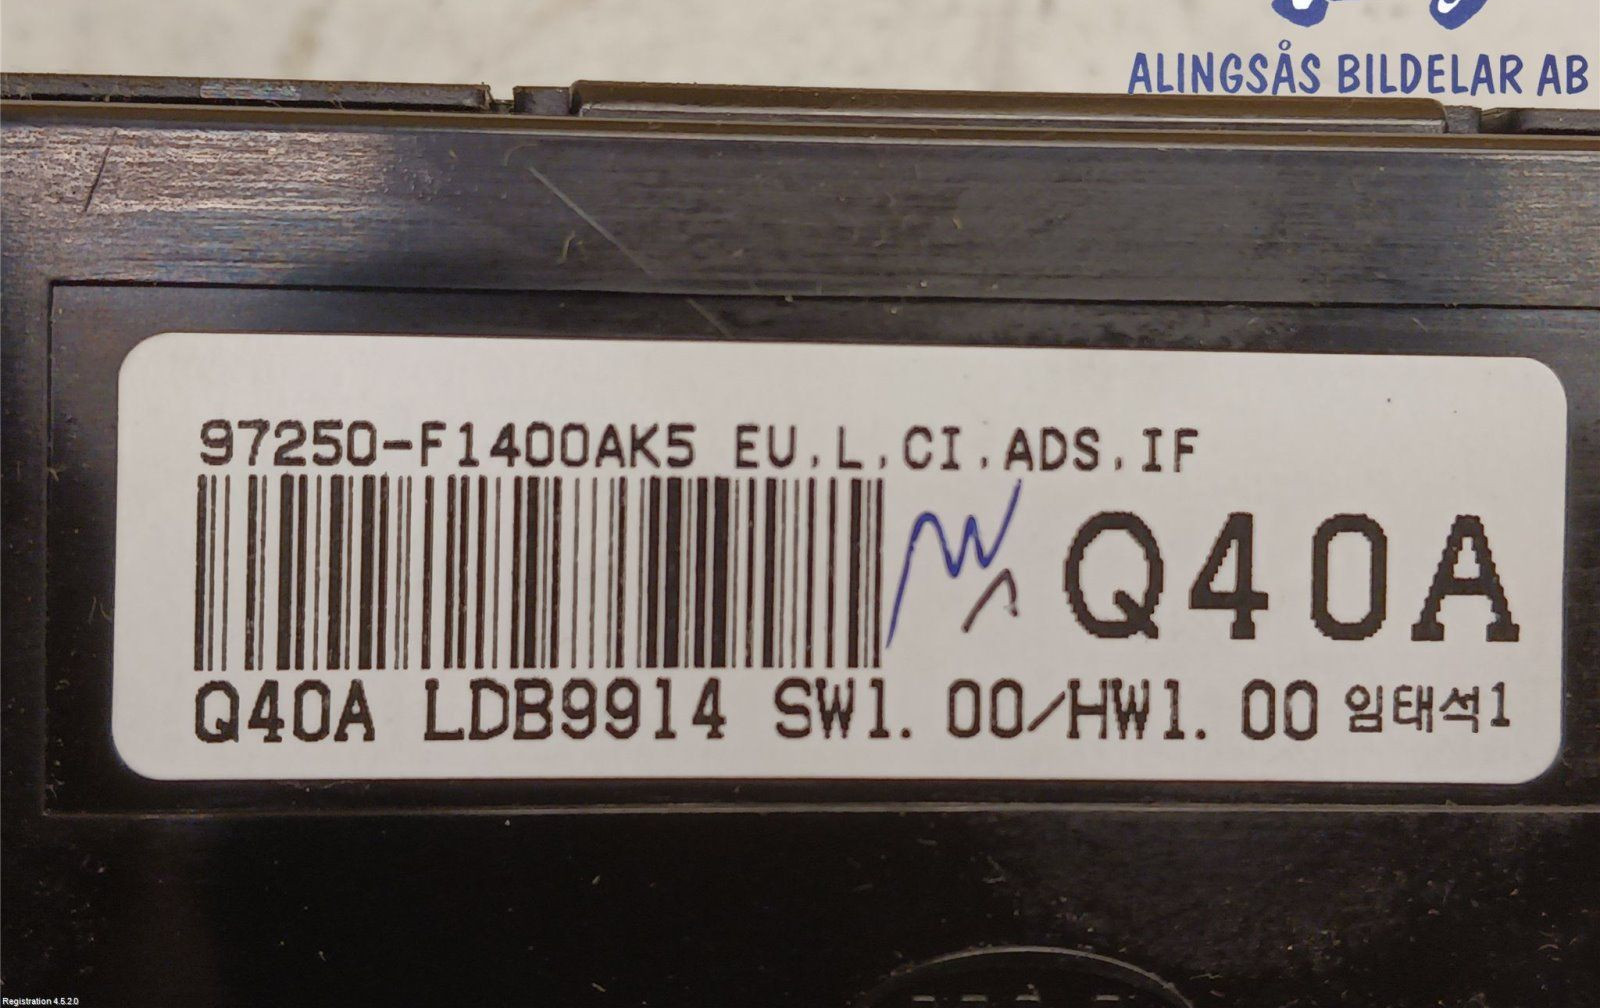 ALINGSÅS BILDELAR AB
97250-F1400AK5 EU,L,CI,ADS,IF
Q40A
Q40A LDB9914 SW1.00/HW1.00 임태석1
Registration 4.5.2.0